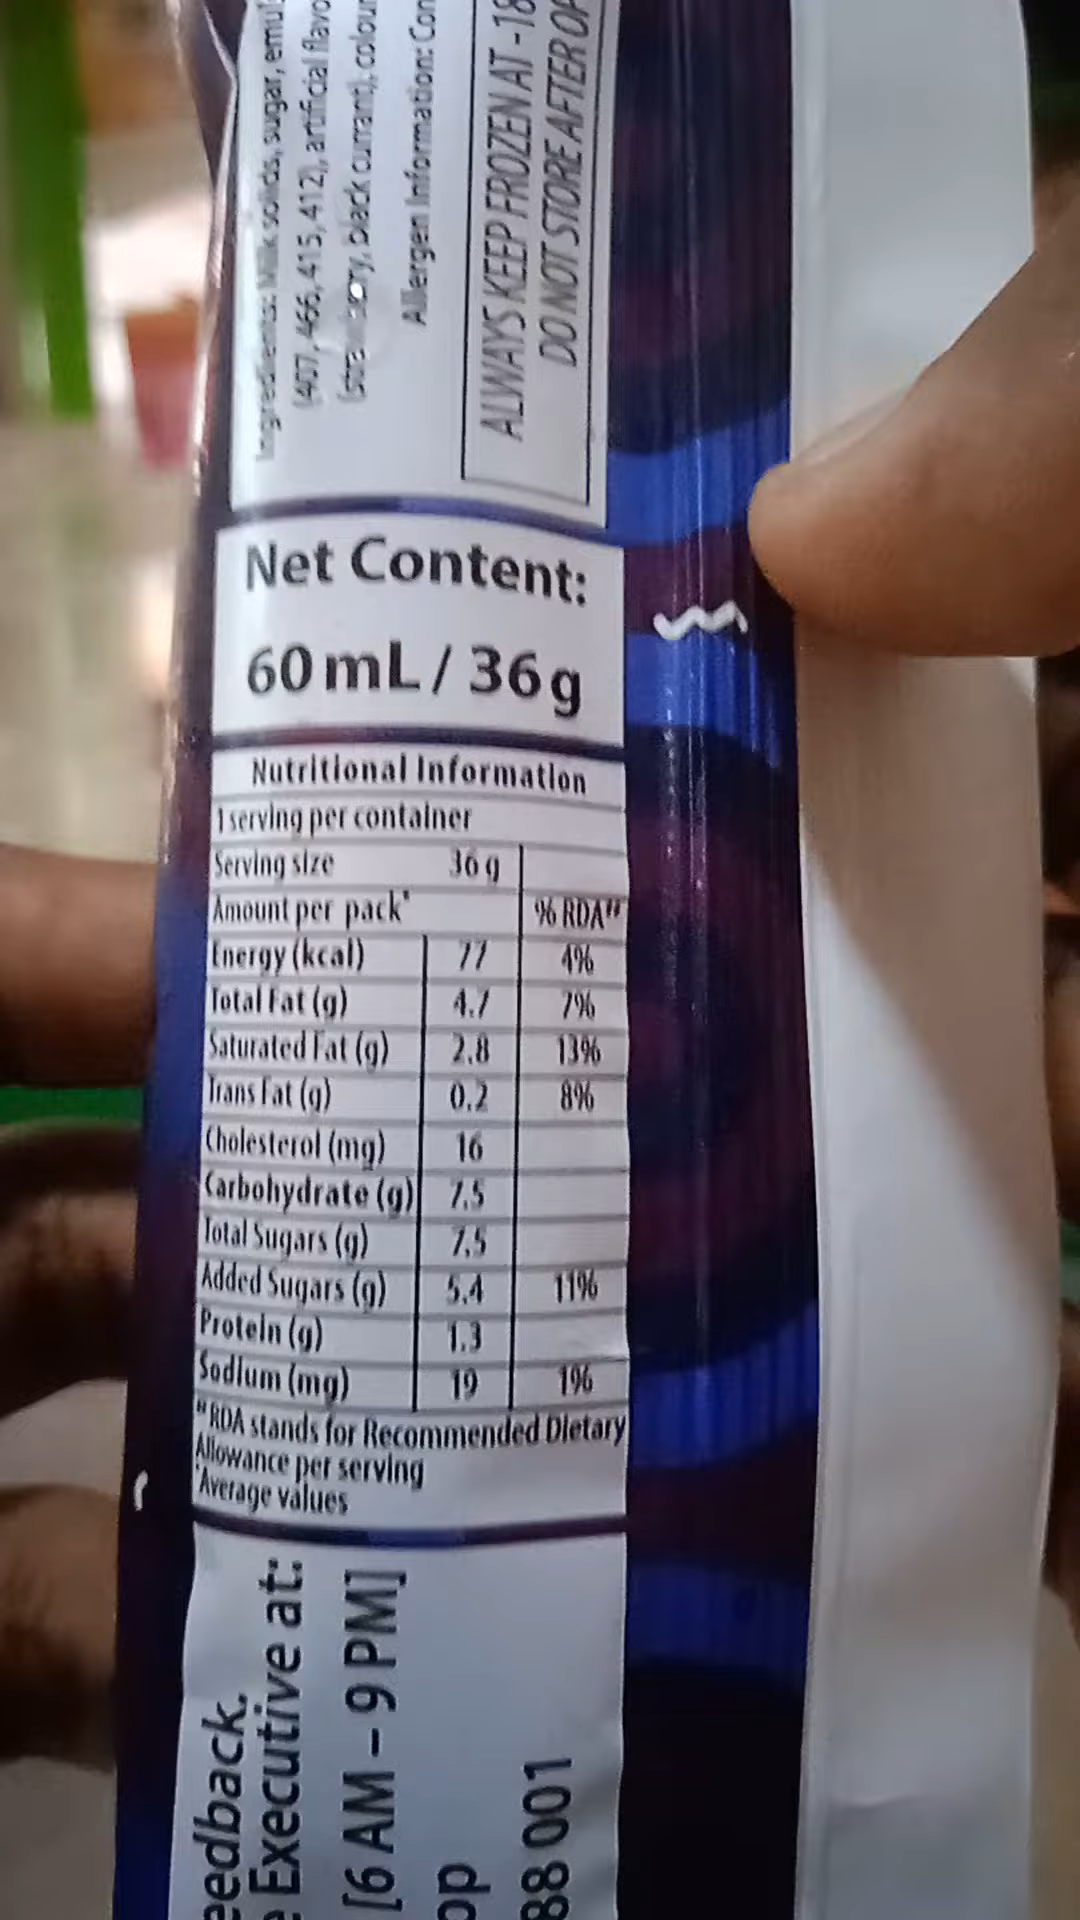 Ingredients: Milk solids, sugar, emul
(407, 466, 415, 412), artificial flavo
black currant), colour
Allergen Information: Con
ALWAYS KEEP FROZEN AT -18
DO NOT STORE AFTER OP
Net Content:
60 mL / 36 g
Nutritional Information
1 serving per container
Serving size 36 g
Amount per pack* % RDA**
Energy (kcal) 77 4%
Total Fat (g) 4.7 7%
Saturated Fat (g) 2.8 13%
Trans Fat (g) 0.2 8%
Cholesterol (mg) 16
Carbohydrate (g) 7.5
Total Sugars (g) 7.5
Added Sugars (g) 5.4 11%
Protein (g) 1.3
Sodium (mg) 19 1%
**RDA stands for Recommended Dietary
Allowance per serving
*Average values
eedback.
e Executive at:
[6 AM – 9 PM]
op
88 001